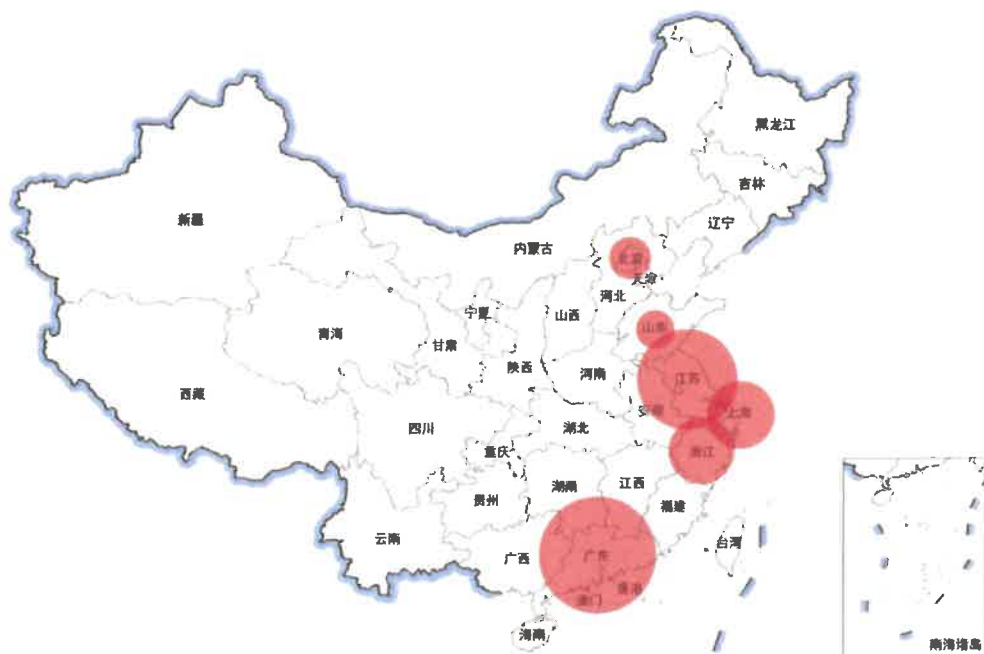 黑龙江
吉林
辽宁
新疆
内蒙古
北京
天津
河北
宁夏
山西
山东
青海
甘肃
陕西
河南
江苏
西藏
安徽
上海
四川
湖北
重庆
浙江
湖南
江西
贵州
福建
云南
广西
广东
台湾
香港
澳门
海南
南海诸岛